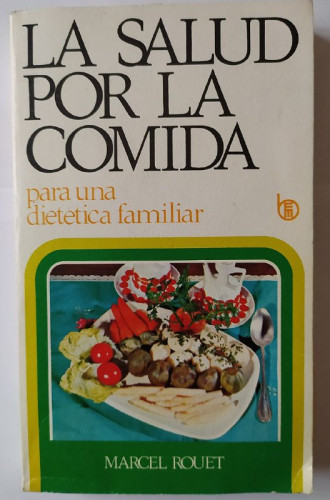 LA SALUD
POR LA
COMIDA
para una
dietetica familiar
MARCEL ROUET